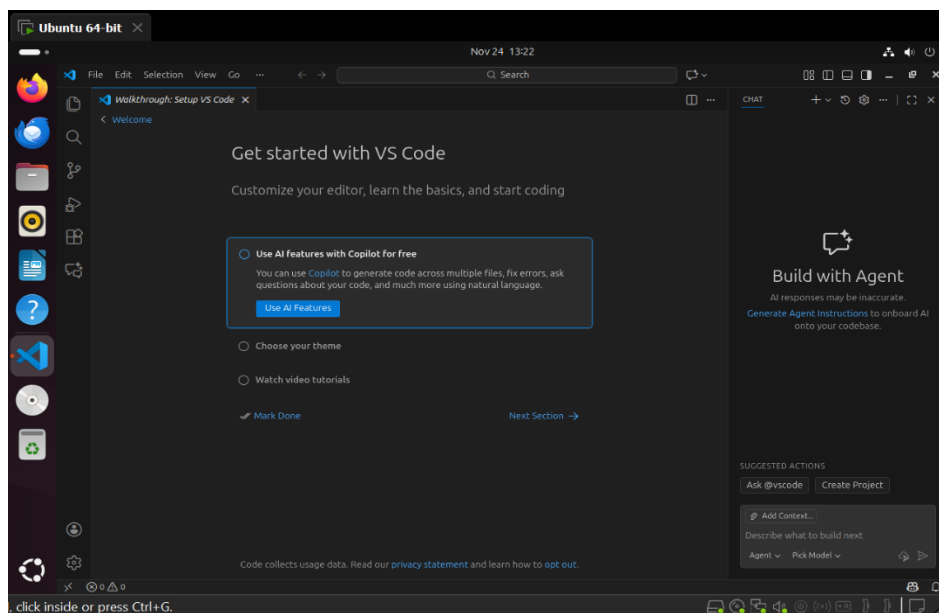 Ubuntu 64-bit
Nov 24 13:22
File Edit Selection View Go ... Search
Walkthrough: Setup VS Code
CHAT
< Welcome
Get started with VS Code
Customize your editor, learn the basics, and start coding
Use AI features with Copilot for free
You can use Copilot to generate code across multiple files, fix errors, ask
questions about your code, and much more using natural language.
Use AI Features
Choose your theme
Watch video tutorials
Mark Done
Next Section →
Code collects usage data. Read our privacy statement and learn how to opt out.
Build with Agent
AI responses may be inaccurate.
Generate Agent Instructions to onboard AI
onto your codebase.
SUGGESTED ACTIONS
Ask @vscode Create Project
Add Context...
Describe what to build next
Agent Pick Model
0 0
, click inside or press Ctrl+G.